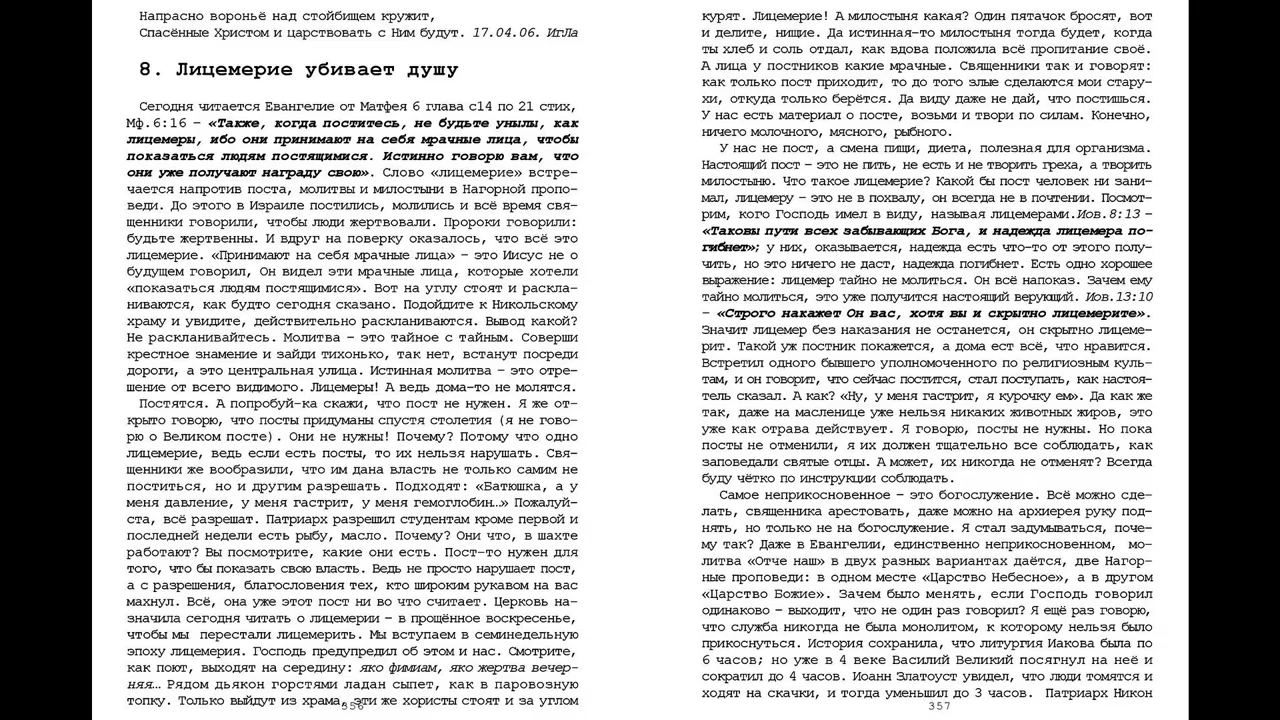 Напрасно вороньё над стойбищем кружит,
Спасённые Христом и царствовать с Ним будут. 17.04.06. ИгЛа
8. Лицемерие убивает душу
Сегодня читается Евангелие от Матфея 6 глава с14 по 21 стих,
Мф.6:16 – «Также, когда поститесь, не будьте унылы, как
лицемеры, ибо они принимают на себя мрачные лица, чтобы
показаться людям постящимися. Истинно говорю вам, что
они уже получают награду свою». Слово «лицемерие» встре-
чается напротив поста, молитвы и милостыни в Нагорной пропо-
веди. До этого в Израиле постились, молились и всё время свя-
щенники говорили, чтобы люди жертвовали. Пророки говорили:
будьте жертвенны. И вдруг на поверку оказалось, что всё это
лицемерие. «Принимают на себя мрачные лица» – это Иисус не о
будущем говорил, Он видел эти мрачные лица, которые хотели
«показаться людям постящимися». Вот на углу стоят и раскла-
ниваются, как будто сегодня сказано. Подойдите к Никольскому
храму и увидите, действительно раскланиваются. Вывод какой?
Не раскланивайтесь. Молитва – это тайное с тайным. Соверши
крестное знамение и зайди тихонько, так нет, встанут посреди
дороги, а это центральная улица. Истинная молитва – это отре-
шение от всего видимого. Лицемеры! А ведь дома-то не молятся.
Постятся. А попробуй-ка скажи, что пост не нужен. Я же от-
крыто говорю, что посты придуманы спустя столетия (я не гово-
рю о Великом посте). Они не нужны! Почему? Потому что одно
лицемерие, ведь если есть посты, то их нельзя нарушать. Свя-
щенники же вообразили, что им дана власть не только самим не
поститься, но и другим разрешать. Подходят: «Батюшка, а у
меня давление, у меня гастрит, у меня гемоглобин…» Пожалуй-
ста, всё разрешат. Патриарх разрешил студентам кроме первой и
последней недели есть рыбу, масло. Почему? Они что, в шахте
работают? Вы посмотрите, какие они есть. Пост-то нужен для
того, что бы показать свою власть. Ведь не просто нарушает пост,
а с разрешения, благословения тех, кто широким рукавом на вас
махнул. Всё, она уже этот пост ни во что считает. Церковь на-
значила сегодня читать о лицемерии – в прощённое воскресенье,
чтобы мы перестали лицемерить. Мы вступаем в семинедельную
эпоху лицемерия. Господь предупредил об этом и нас. Смотрите,
как поют, выходят на середину: яко фимиам, яко жертва вечер-
няя… Рядом дьякон горстями ладан сыпет, как в паровозную
топку. Только выйдут из храма, эти же хористы стоят и за углом
356
курят. Лицемерие! А милостыня какая? Один пятачок бросят, вот
и делите, нищие. Да истинная-то милостыня тогда будет, когда
ты хлеб и соль отдал, как вдова положила всё пропитание своё.
А лица у постников какие мрачные. Священники так и говорят:
как только пост приходит, то до того злые сделаются мои стару-
хи, откуда только берётся. Да виду даже не дай, что постишься.
У нас есть материал о посте, возьми и твори по силам. Конечно,
ничего молочного, мясного, рыбного.
У нас не пост, а смена пищи, диета, полезная для организма.
Настоящий пост – это не пить, не есть и не творить греха, а творить
милостыню. Что такое лицемерие? Какой бы пост человек ни зани-
мал, лицемеру – это не в похвалу, он всегда не в почтении. Посмот-
рим, кого Господь имел в виду, называя лицемерами.Иов.8:13 –
«Таковы пути всех забывающих Бога, и надежда лицемера по-
гибнет»; у них, оказывается, надежда есть что-то от этого полу-
чить, но это ничего не даст, надежда погибнет. Есть одно хорошее
выражение: лицемер тайно не молиться. Он всё напоказ. Зачем ему
тайно молиться, это уже получится настоящий верующий. Иов.13:10
– «Строго накажет Он вас, хотя вы и скрытно лицемерите».
Значит лицемер без наказания не останется, он скрытно лицеме-
рит. Такой уж постник покажется, а дома ест всё, что нравится.
Встретил одного бывшего уполномоченного по религиозным куль-
там, и он говорит, что сейчас постится, стал поступать, как настоя-
тель сказал. А как? «Ну, у меня гастрит, я курочку ем». Да как же
так, даже на масленице уже нельзя никаких животных жиров, это
уже как отрава действует. Я говорю, посты не нужны. Но пока
посты не отменили, я их должен тщательно все соблюдать, как
заповедали святые отцы. А может, их никогда не отменят? Всегда
буду чётко по инструкции соблюдать.
Самое неприкосновенное – это богослужение. Всё можно сде-
лать, священника арестовать, даже можно на архиерея руку под-
нять, но только не на богослужение. Я стал задумываться, поче-
му так? Даже в Евангелии, единственно неприкосновенном, мо-
литва «Отче наш» в двух разных вариантах даётся, две Нагор-
ные проповеди: в одном месте «Царство Небесное», а в другом
«Царство Божие». Зачем было менять, если Господь говорил
одинаково – выходит, что не один раз говорил? Я ещё раз говорю,
что служба никогда не была монолитом, к которому нельзя было
прикоснуться. История сохранила, что литургия Иакова была по
6 часов; но уже в 4 веке Василий Великий посягнул на неё и
сократил до 4 часов. Иоанн Златоуст увидел, что люди томятся и
ходят на скачки, и тогда уменьшил до 3 часов. Патриарх Никон
357